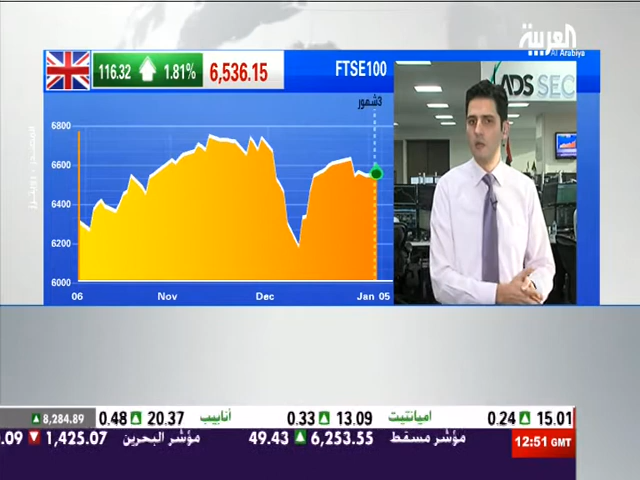 العربية
Al Arabiya
116.32 1.81% 6,536.15 FTSE100
ADS SEC
3شهور
6800
6600
6400
6200
6000
06 Nov Dec Jan 05
المصدر: رويترز
8,284.89 0.48 20.37 أنابيب 0.33 13.09 اميانتيت 0.24 15.01
.09 1,425.07 مؤشر البحرين 49.43 6,253.55 مؤشر مسقط 12:51 GMT